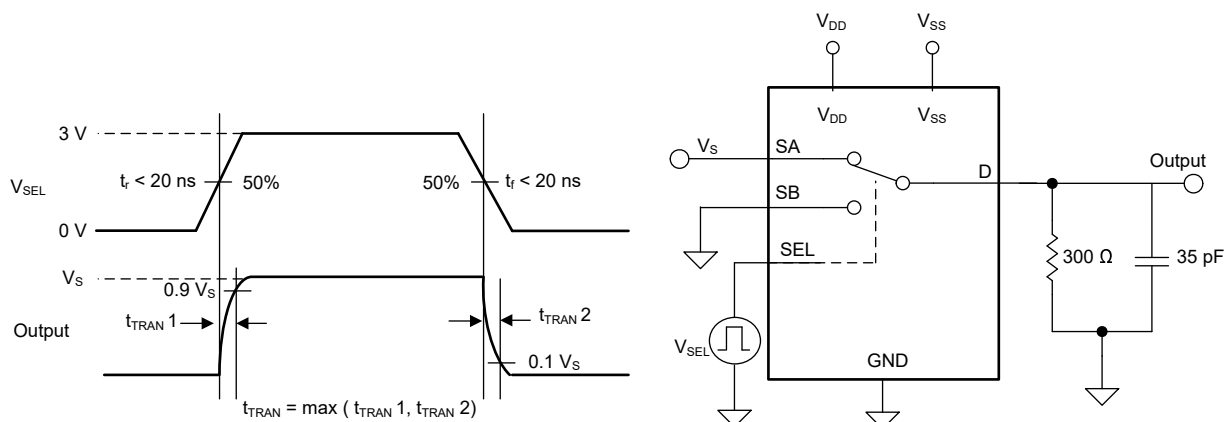 3 V
V_SEL
t_r < 20 ns
50%
50%
t_f < 20 ns
0 V
V_S
0.9 V_S
Output
t_TRAN 1
t_TRAN 2
0.1 V_S
t_TRAN = max ( t_TRAN 1, t_TRAN 2)
V_DD
V_SS
V_DD
V_SS
V_S
SA
SB
SEL
D
Output
300 Ω
35 pF
V_SEL
GND